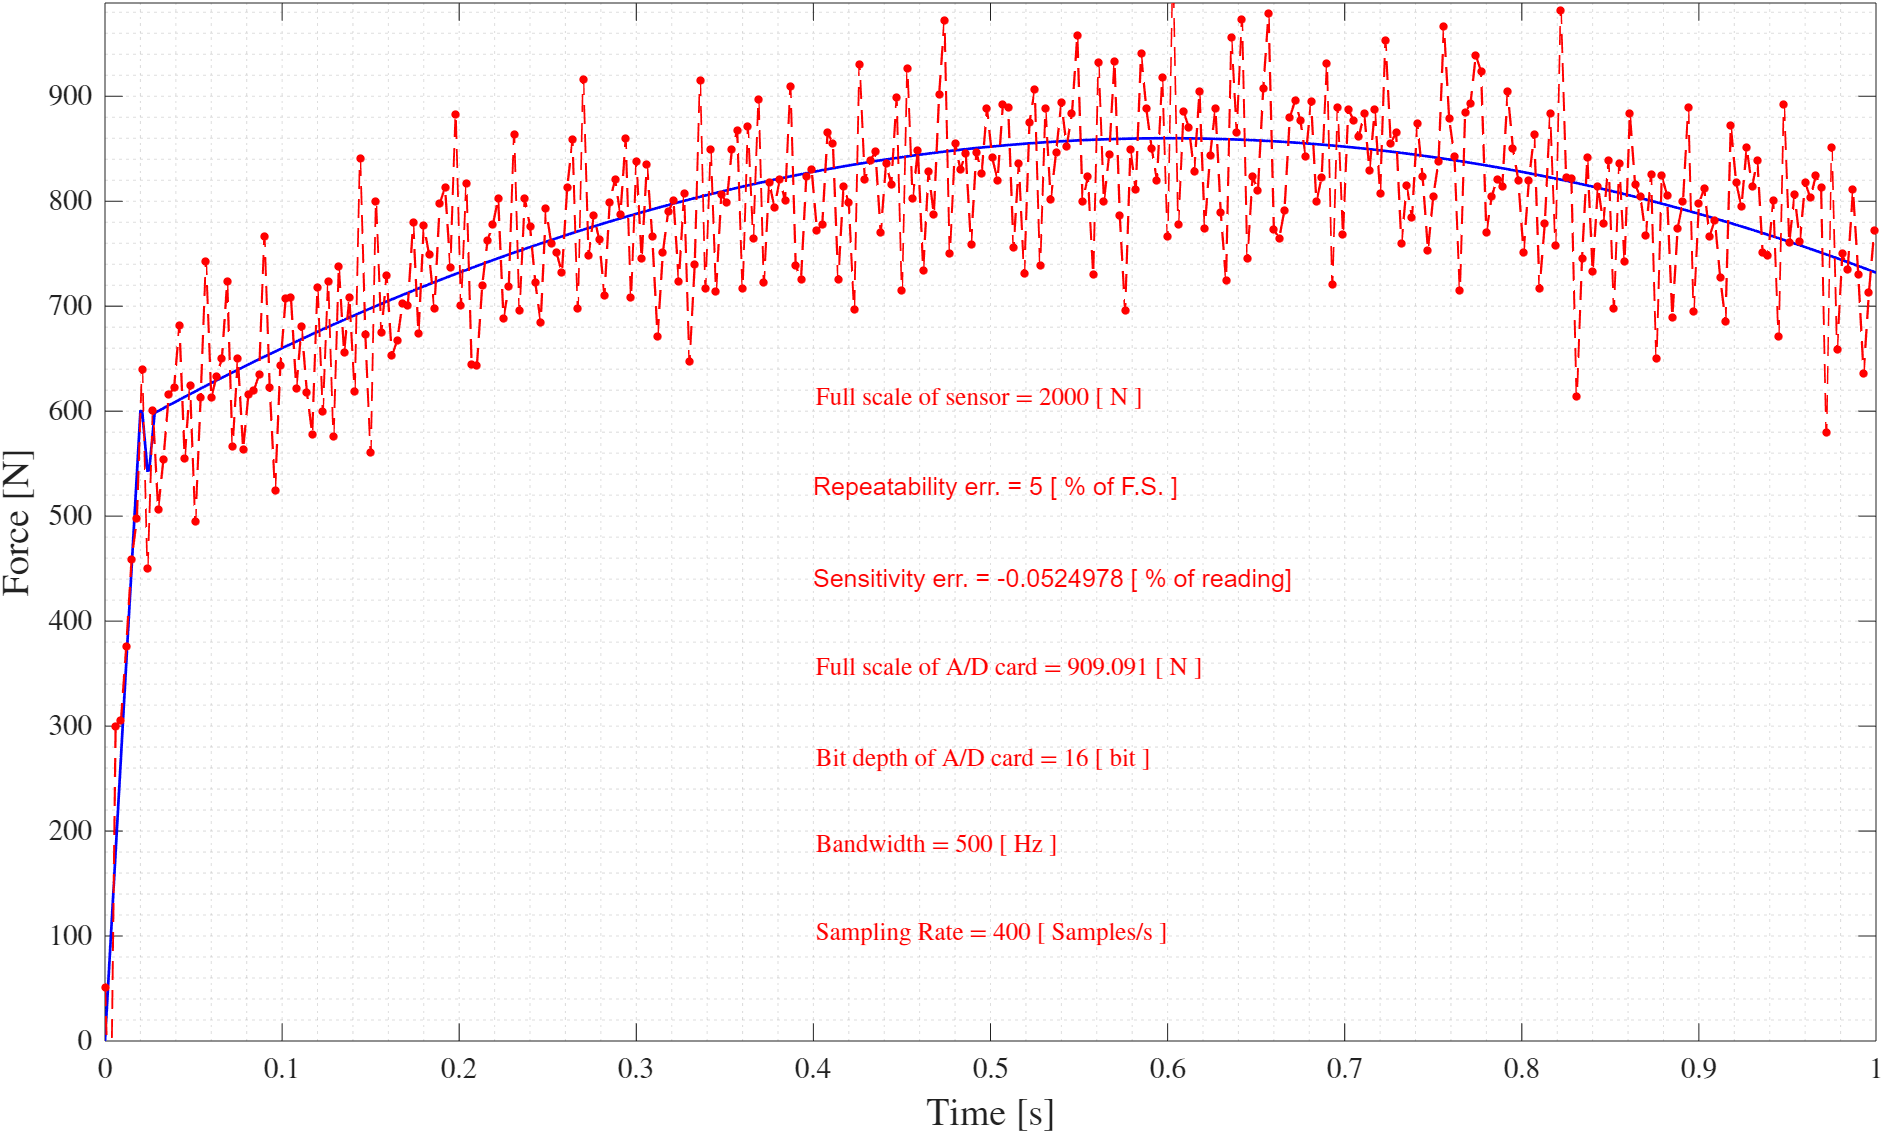 900
800
700
600
500
400
300
200
100
0
Force [N]
Full scale of sensor = 2000 [ N ]
Repeatability err. = 5 [ % of F.S. ]
Sensitivity err. = -0.0524978 [ % of reading]
Full scale of A/D card = 909.091 [ N ]
Bit depth of A/D card = 16 [ bit ]
Bandwidth = 500 [ Hz ]
Sampling Rate = 400 [ Samples/s ]
0 0.1 0.2 0.3 0.4 0.5 0.6 0.7 0.8 0.9 1
Time [s]